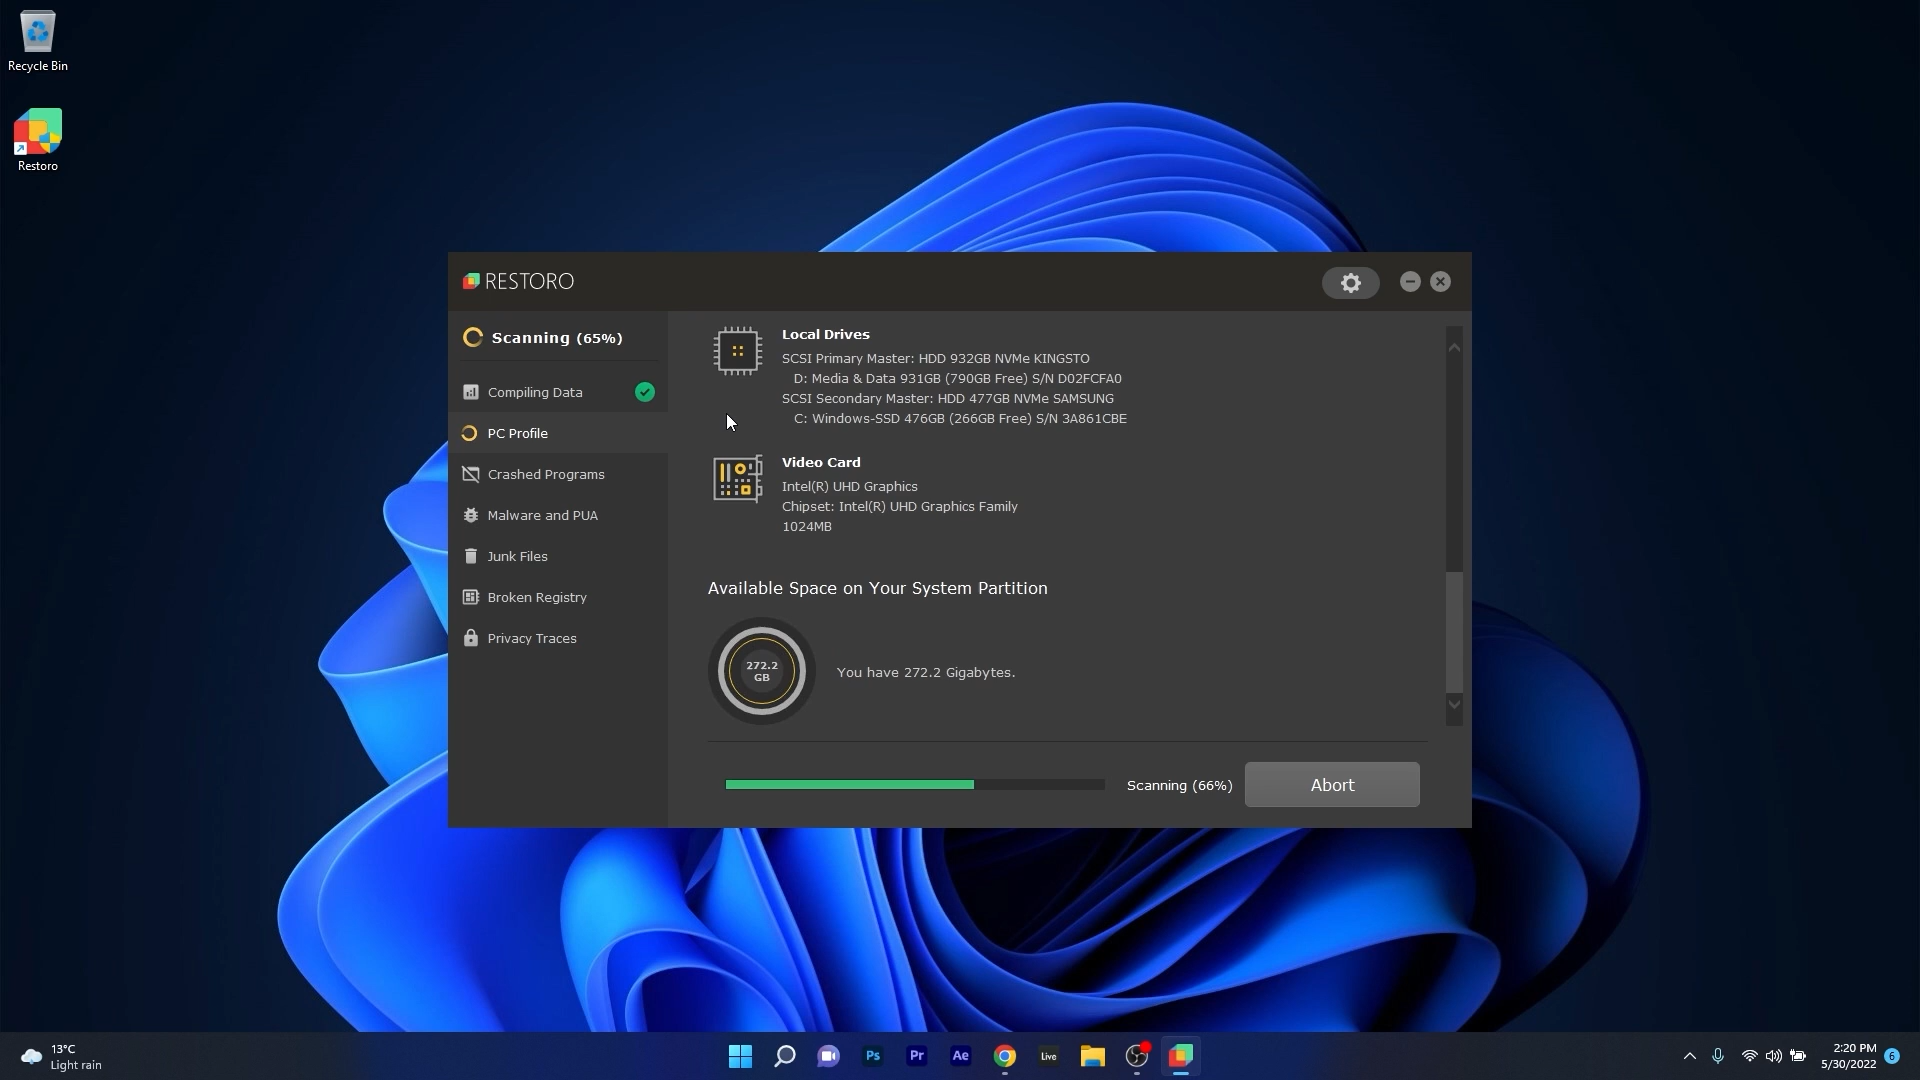 Recycle Bin
Restoro
RESTORO
Scanning (65%)
Compiling Data
PC Profile
Crashed Programs
Malware and PUA
Junk Files
Broken Registry
Privacy Traces
Local Drives
SCSI Primary Master: HDD 932GB NVMe KINGSTO
D: Media & Data 931GB (790GB Free) S/N D02FCFA0
SCSI Secondary Master: HDD 477GB NVMe SAMSUNG
C: Windows-SSD 476GB (266GB Free) S/N 3A861CBE
Video Card
Intel(R) UHD Graphics
Chipset: Intel(R) UHD Graphics Family
1024MB
Available Space on Your System Partition
272.2
GB
You have 272.2 Gigabytes.
Scanning (66%)
Abort
13°C
Light rain
Ps
Pr
Ae
Live
2:20 PM
5/30/2022
6